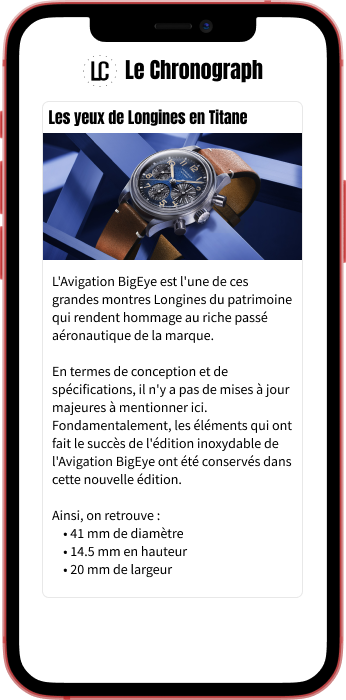 LC Le Chronograph
Les yeux de Longines en Titane
L'Avigation BigEye est l'une de ces
grandes montres Longines du patrimoine
qui rendent hommage au riche passé
aéronautique de la marque.
En termes de conception et de
spécifications, il n'y a pas de mises à jour
majeures à mentionner ici.
Fondamentalement, les éléments qui ont
fait le succès de l'édition inoxydable de
l'Avigation BigEye ont été conservés dans
cette nouvelle édition.
Ainsi, on retrouve :
• 41 mm de diamètre
• 14.5 mm en hauteur
• 20 mm de largeur